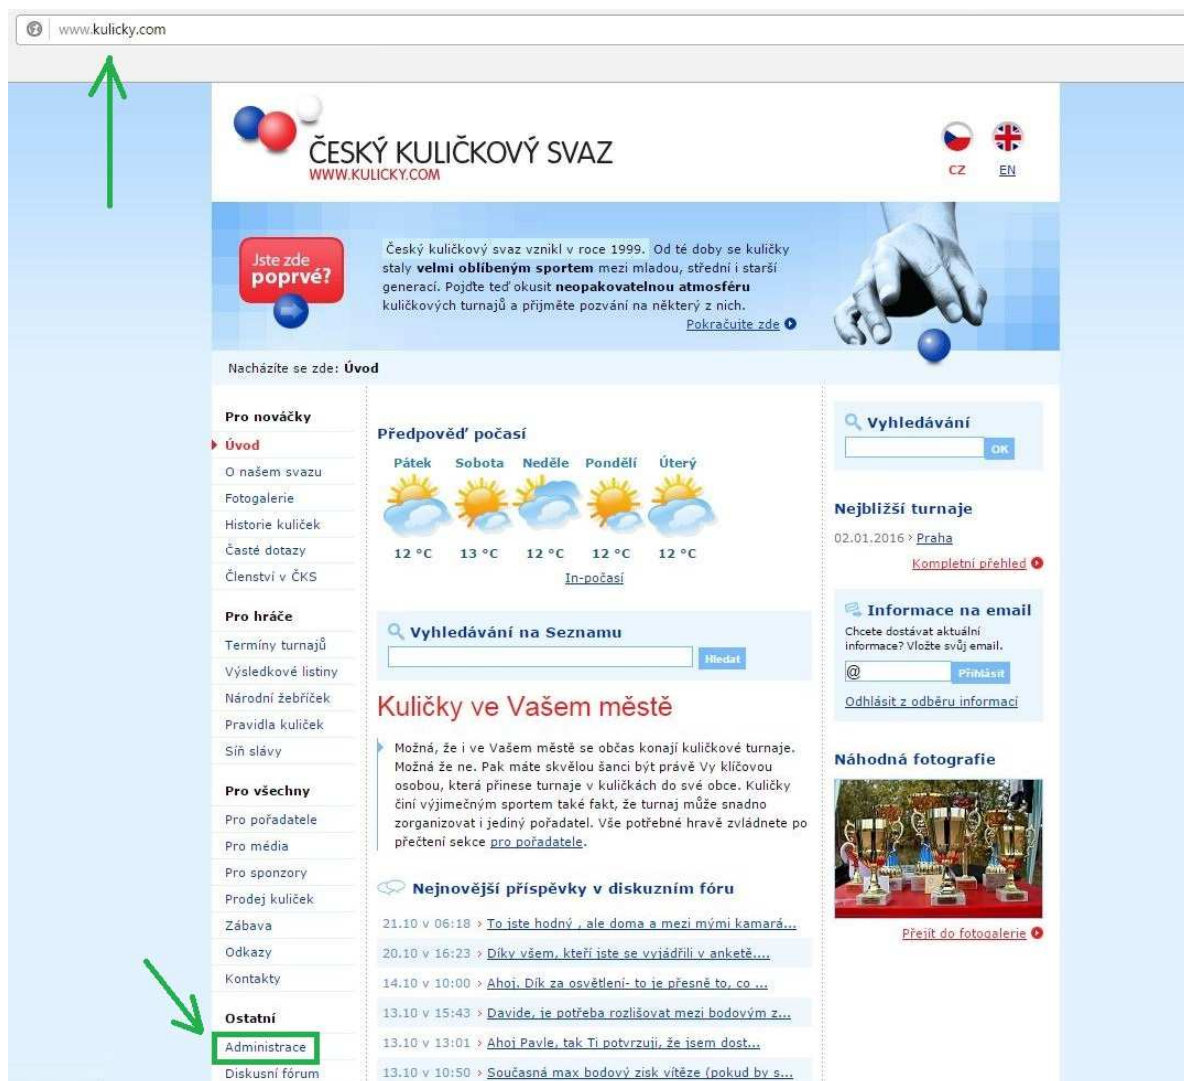 www.kulicky.com
ČESKÝ KULIČKOVÝ SVAZ
WWW.KULICKY.COM
CZ EN
Jste zde
poprvé?
Český kuličkový svaz vznikl v roce 1999. Od té doby se kuličky
staly velmi oblíbeným sportem mezi mladou, střední i starší
generací. Pojďte teď okusit neopakovatelnou atmosféru
kuličkových turnajů a přijměte pozvání na některý z nich.
Pokračujte zde
Nacházíte se zde: Úvod
Pro nováčky
Úvod
O našem svazu
Fotogalerie
Historie kuliček
Časté dotazy
Členství v ČKS
Pro hráče
Termíny turnajů
Výsledkové listiny
Národní žebříček
Pravidla kuliček
Síň slávy
Pro všechny
Pro pořadatele
Pro média
Pro sponzory
Prodej kuliček
Zábava
Odkazy
Kontakty
Ostatní
Administrace
Diskusní fórum
Předpověď počasí
Pátek Sobota Neděle Pondělí Úterý
12 °C 13 °C 12 °C 12 °C 12 °C
In-počasí
Vyhledávání na Seznamu
Hledat
Kuličky ve Vašem městě
Možná, že i ve Vašem městě se občas konají kuličkové turnaje.
Možná že ne. Pak máte skvělou šanci být právě Vy klíčovou
osobou, která přinese turnaje v kuličkách do své obce. Kuličky
činí výjimečným sportem také fakt, že turnaj může snadno
zorganizovat i jediný pořadatel. Vše potřebné hravě zvládnete po
přečtení sekce pro pořadatele.
Nejnovější příspěvky v diskuzním fóru
21.10 v 06:18 › To jste hodný , ale doma a mezi mými kamará...
20.10 v 16:23 › Díky všem, kteří jste se vyjádřili v anketě....
14.10 v 10:00 › Ahoj. Dík za osvětlení- to je přesně to, co ...
13.10 v 15:43 › Davide, je potřeba rozlišovat mezi bodovým z...
13.10 v 13:01 › Ahoj Pavle, tak Ti potvrzuji, že jsem dost...
13.10 v 10:50 › Současná max bodový zisk vítěze (pokud by s...
Vyhledávání
OK
Nejbližší turnaje
02.01.2016 › Praha
Kompletní přehled
Informace na email
Chcete dostávat aktuální
informace? Vložte svůj email.
@ Přihlásit
Odhlásit z odběru informací
Náhodná fotografie
Přejít do fotogalerie